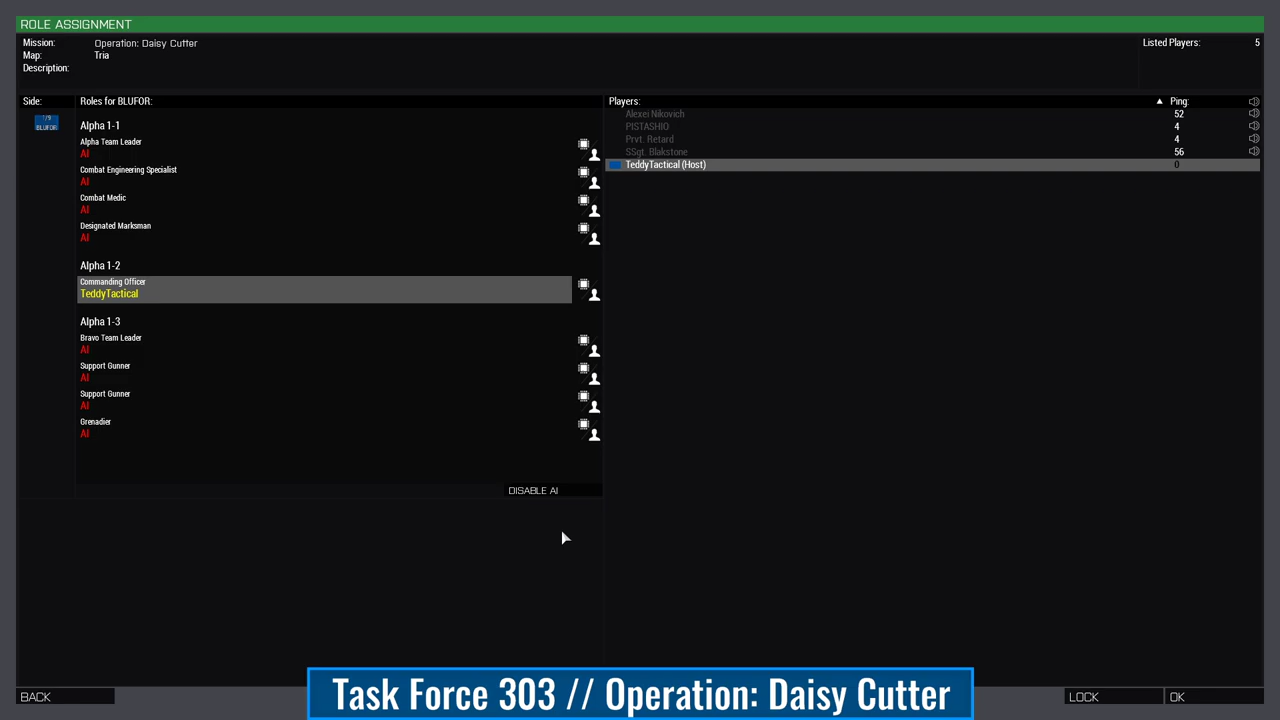 ROLE ASSIGNMENT
Mission: Operation: Daisy Cutter
Map: Tria
Description:
Listed Players: 5
Side: Roles for BLUFOR:
1/9
BLUFOR
Alpha 1-1
Alpha Team Leader
AI
Combat Engineering Specialist
AI
Combat Medic
AI
Designated Marksman
AI
Alpha 1-2
Commanding Officer
TeddyTactical
Alpha 1-3
Bravo Team Leader
AI
Support Gunner
AI
Support Gunner
AI
Grenadier
AI
DISABLE AI
Players: Ping:
Alexei Nikovich 52
PISTASHIO 4
Prvt. Retard 4
SSgt. Blakstone 56
TeddyTactical (Host) 0
BACK
LOCK
OK
Task Force 303 // Operation: Daisy Cutter